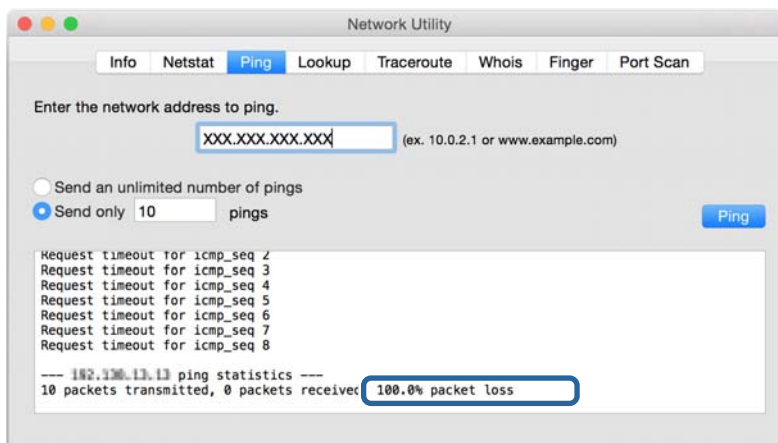 Network Utility
Info Netstat Ping Lookup Traceroute Whois Finger Port Scan
Enter the network address to ping.
XXX.XXX.XXX.XXX (ex. 10.0.2.1 or www.example.com)
Send an unlimited number of pings
Send only 10 pings
Ping
Request timeout for icmp_seq 2
Request timeout for icmp_seq 3
Request timeout for icmp_seq 4
Request timeout for icmp_seq 5
Request timeout for icmp_seq 6
Request timeout for icmp_seq 7
Request timeout for icmp_seq 8
--- ping statistics ---
10 packets transmitted, 0 packets received 100.0% packet loss